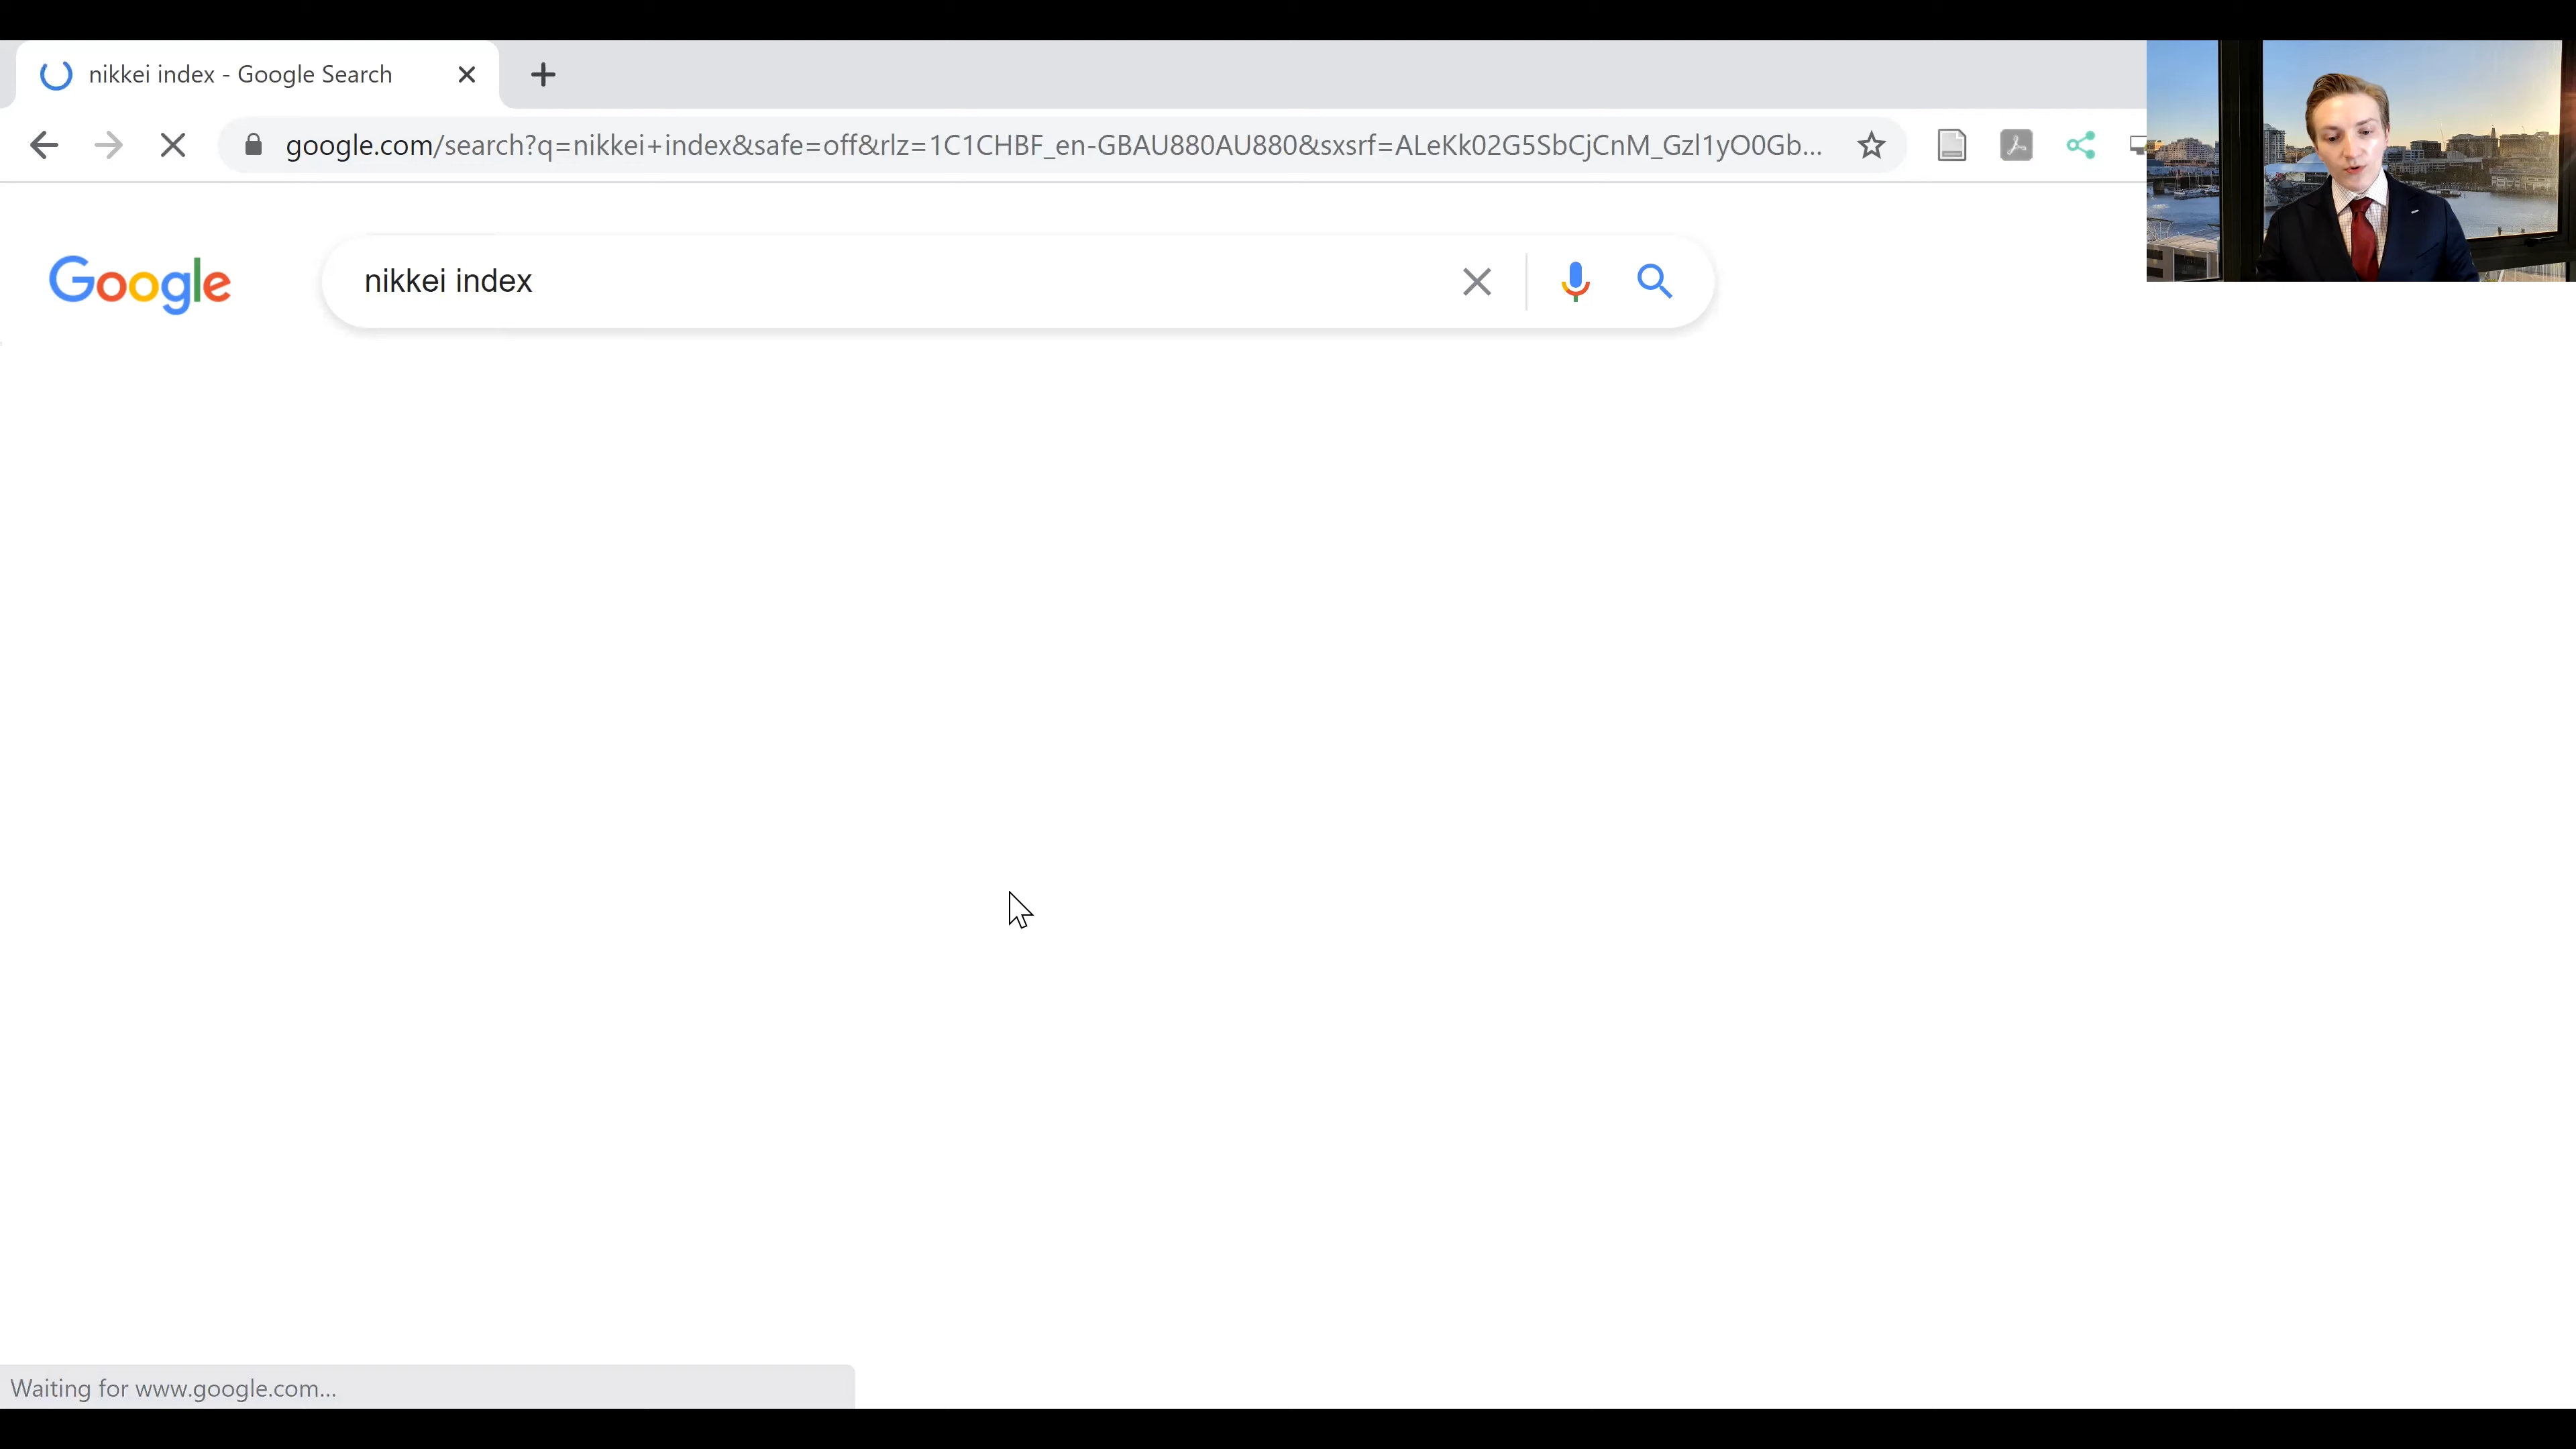 nikkei index - Google Search
google.com/search?q=nikkei+index&safe=off&rlz=1C1CHBF_en-GBAU880AU880&sxsrf=ALeKk02G5SbCjCnM_Gzl1yO0Gb...
Google
nikkei index
Waiting for www.google.com...